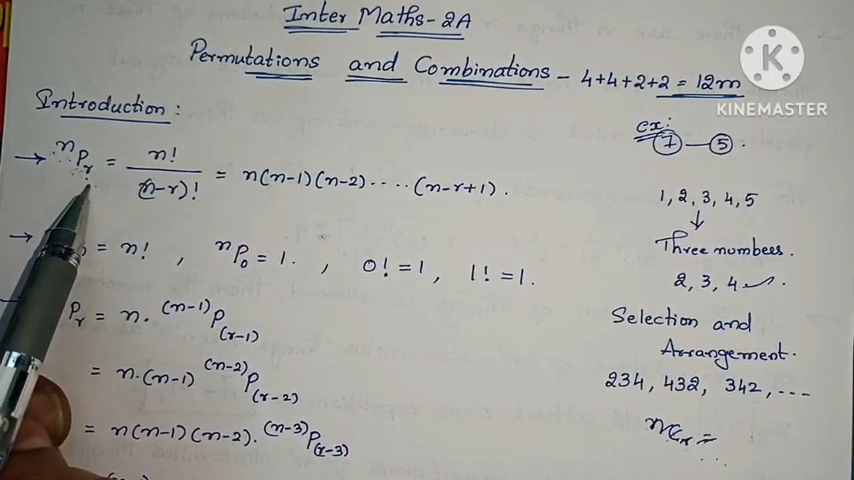 Inter Maths - 2A
Permutations and Combinations - 4+4+2+2 = 12m
KINEMASTER
Introduction :
→ ⁿPᵣ = n!/(n-r)! = n(n-1)(n-2)....(n-r+1).
→ = n! , ⁿP₀ = 1. , 0! = 1, 1! = 1.
Pᵣ = n. ⁽ⁿ⁻¹⁾P₍ᵣ₋₁₎
= n.(n-1) ⁽ⁿ⁻²⁾P₍ᵣ₋₂₎
= n(n-1)(n-2). ⁽ⁿ⁻³⁾P₍ᵣ₋₃₎
ex:
7 — 5.
1, 2, 3, 4, 5
↓
Three numbers.
2, 3, 4 ✓.
Selection and
Arrangement.
234, 432, 342, ---
ⁿCᵣ =